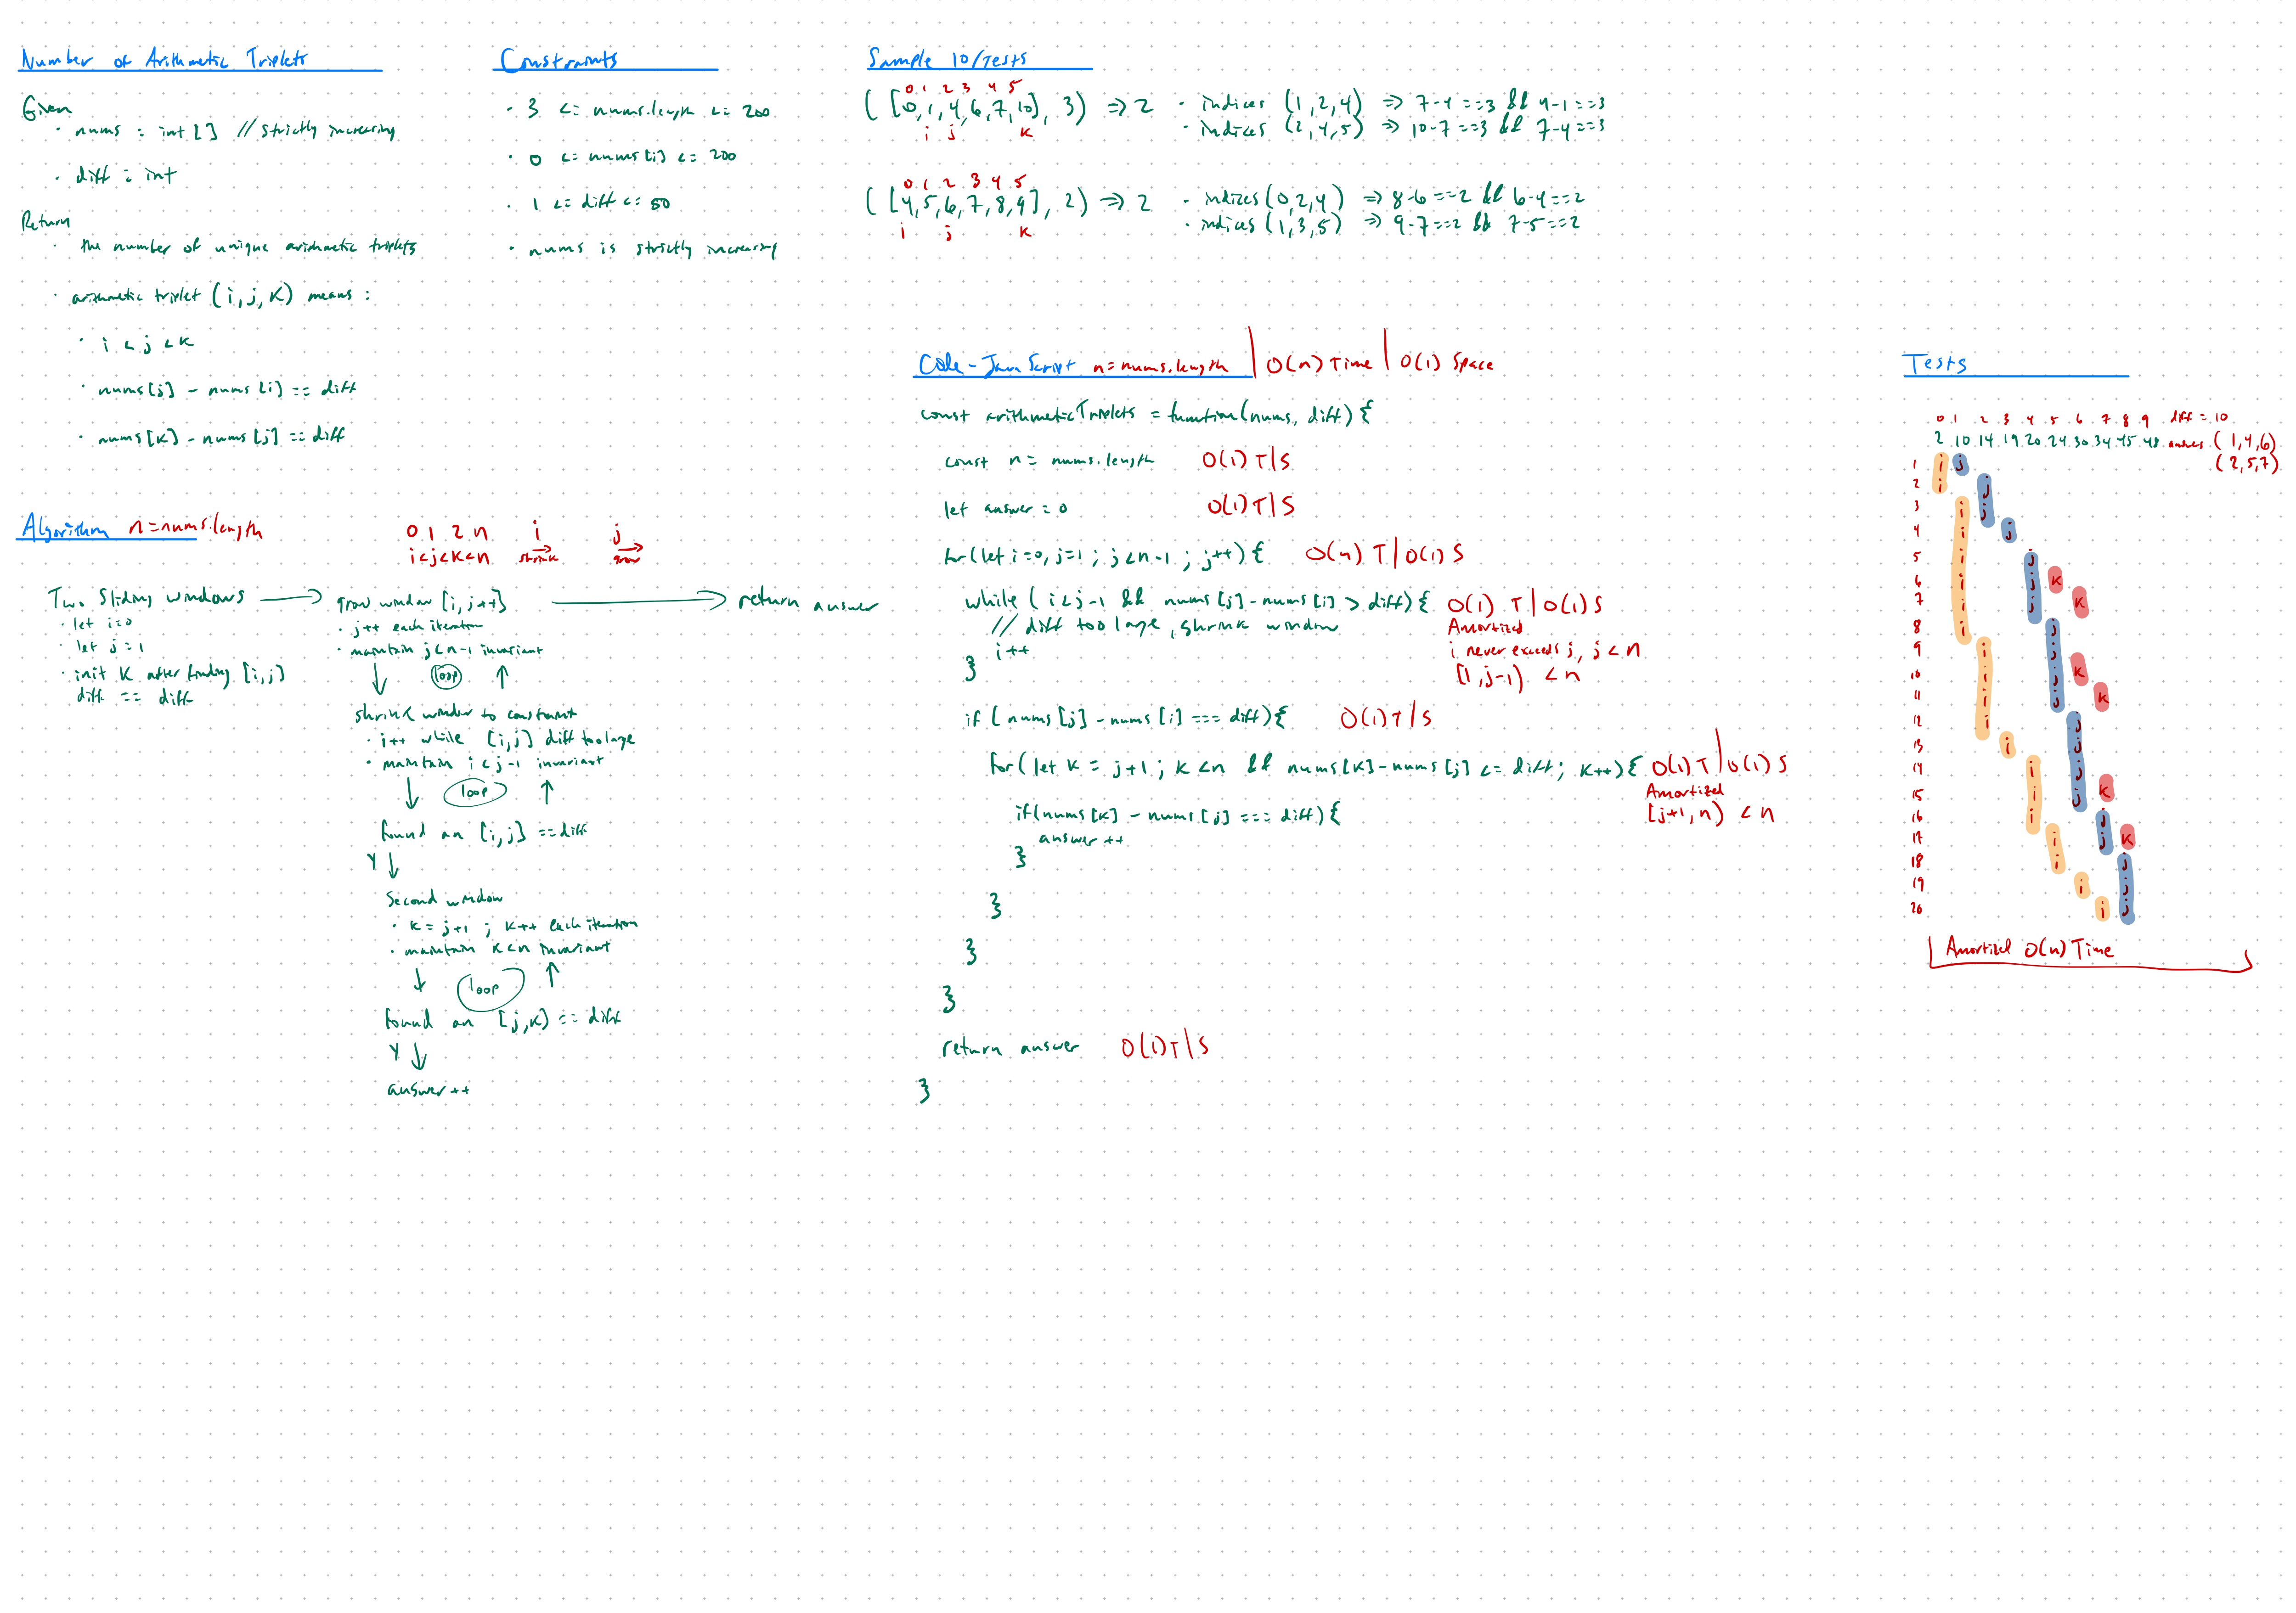 Number of Arithmetic Triplets
Given
· nums : int [] // strictly increasing
· diff : int
Return
· the number of unique arithmetic triplets
· arithmetic triplet (i, j, k) means :
· i < j < k
· nums[j] - nums[i] == diff
· nums[k] - nums[j] == diff
Constraints
· 3 <= nums.length <= 200
· 0 <= nums[i] <= 200
· 1 <= diff <= 50
· nums is strictly increasing
Sample IO/Tests
0 1 2 3 4 5
( [0,1,4,6,7,10], 3) => 2
i j k
· indices (1,2,4) => 7-4 ==3 && 4-1==3
· indices (2,4,5) => 10-7 ==3 && 7-4==3
0 1 2 3 4 5
( [4,5,6,7,8,9], 2) => 2
i j k
· indices (0,2,4) => 8-6 ==2 && 6-4==2
· indices (1,3,5) => 9-7==2 && 7-5==2
Algorithm n=nums.length
0 1 2 n
i<j<k<n
i
shrink
j
grow
Two Sliding windows
· let i=0
· let j=1
· init k after finding [i,j]
diff == diff
grow window [i, j++]
· j++ each iteration
· maintain j<n-1 invariant
loop
shrink window to constraint
· i++ while [i,j] diff too large
· maintain i<j-1 invariant
loop
found an [i,j] == diff
Y
Second window
· k = j+1 ; k++ each iteration
· maintain k<n invariant
loop
found an [j,k] == diff
Y
answer++
return answer
Code - JavaScript n=nums.length | O(n) Time | O(1) Space
const arithmeticTriplets = function(nums, diff) {
const n = nums.length O(1) T|S
let answer = 0 O(1) T|S
for(let i=0, j=1 ; j<n-1 ; j++) { O(n) T | O(1) S
while ( i<j-1 && nums[j]-nums[i] > diff) { O(1) T | O(1) S
// diff too large, shrink window
i++
}
Amortized
i never exceeds j, j<n
[1,j-1) < n
if ( nums[j] - nums[i] === diff) { O(1) T|S
for( let k = j+1 ; k<n && nums[k]-nums[j] <= diff; k++) { O(1) T | O(1) S
Amortized
[j+1, n) < n
if(nums[k] - nums[j] === diff) {
answer ++
}
}
}
}
return answer O(1) T|S
}
Tests
0 1 2 3 4 5 6 7 8 9 diff = 10
2 10 14 19 20 24 30 34 45 48 answer (1,4,6)
(2,5,7)
1 i j
2 i j
3 i j
4 i j
5 i j
6 i j k
7 i j k
8 i j
9 i j
10 i j k
11 i j k
12 i j
13 i j
14 i j
15 i j k
16 i j
17 i j k
18 i j
19 i j
20 i j
Amortized O(n) Time